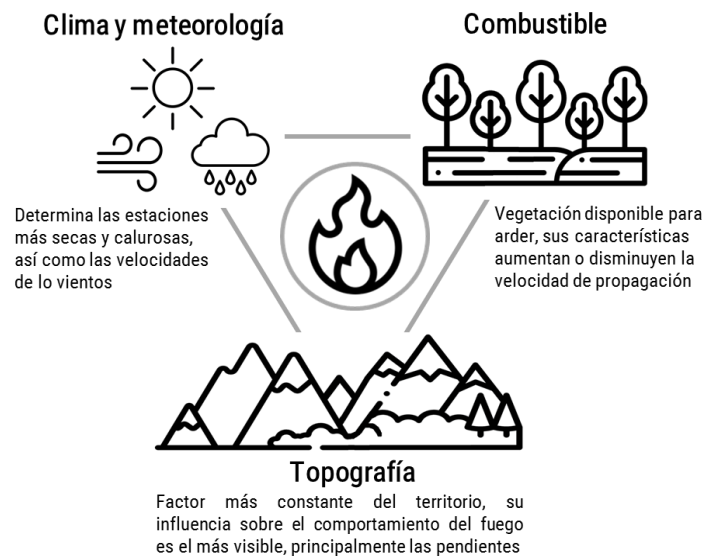 Clima y meteorología
Combustible
Determina las estaciones
más secas y calurosas,
así como las velocidades
de lo vientos
Vegetación disponible para
arder, sus características
aumentan o disminuyen la
velocidad de propagación
Topografía
Factor más constante del territorio, su
influencia sobre el comportamiento del fuego
es el más visible, principalmente las pendientes